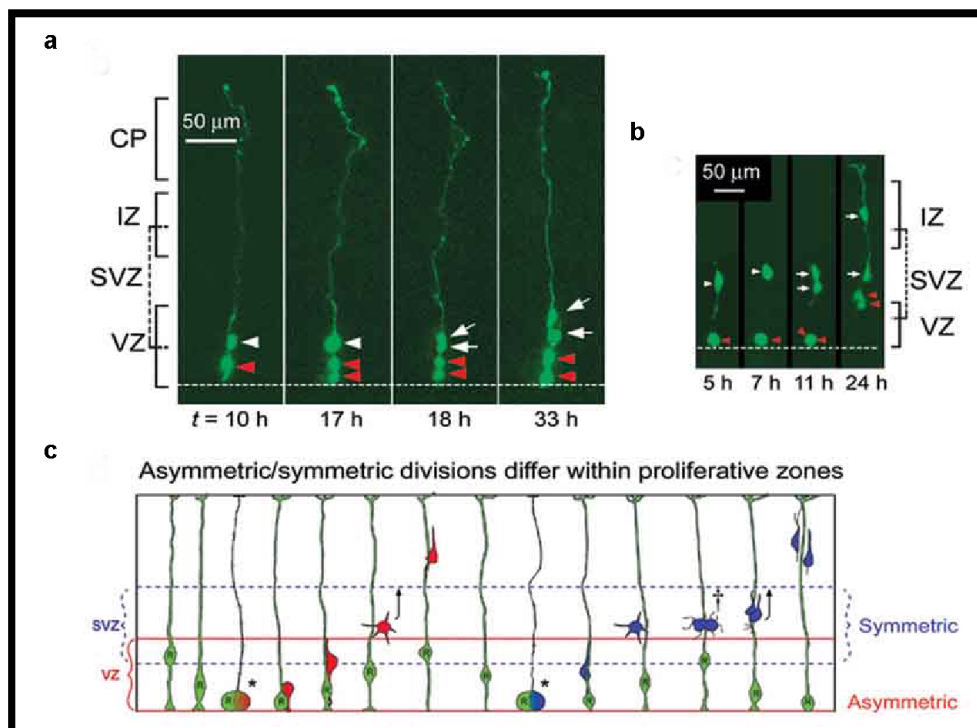 a
CP
50 μm
IZ
SVZ
VZ
t = 10 h 17 h 18 h 33 h
b
50 μm
IZ
SVZ
VZ
5 h 7 h 11 h 24 h
c
Asymmetric/symmetric divisions differ within proliferative zones
SVZ
Symmetric
VZ
Asymmetric
R R R R R R R R R R R R R R
* * †